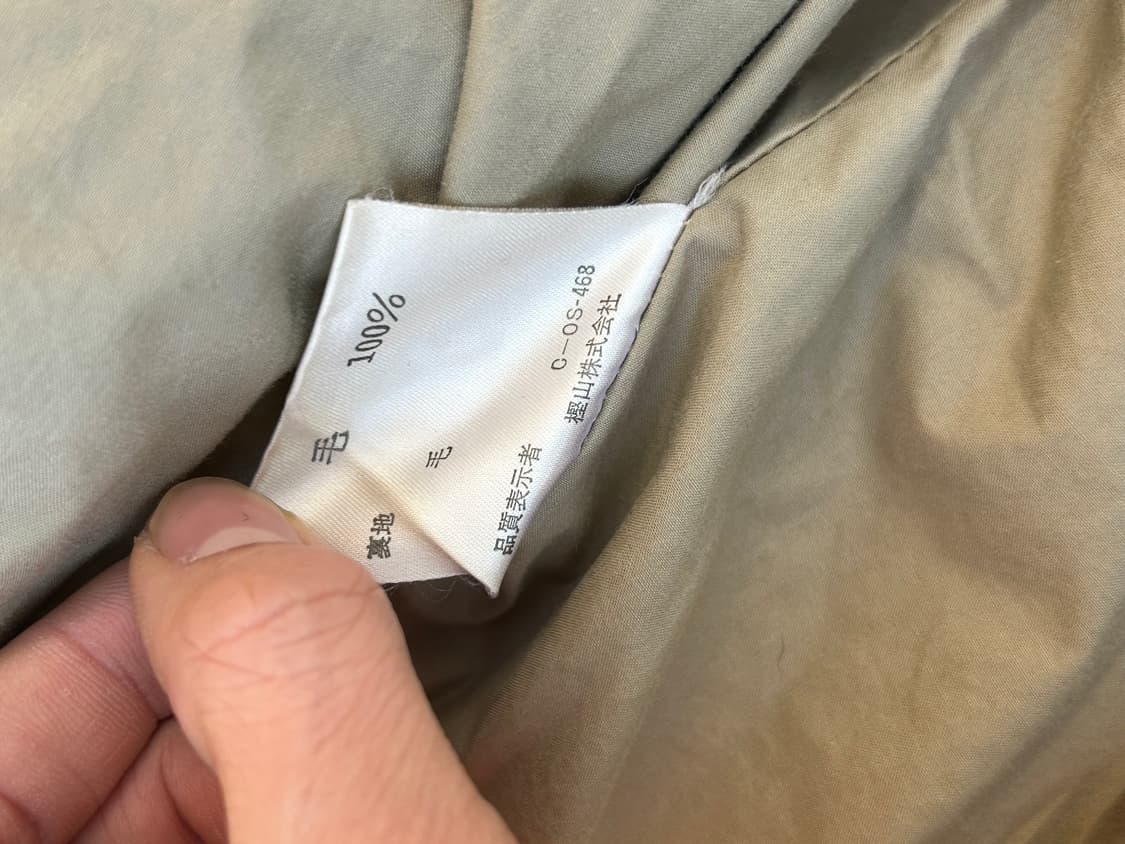 毛 100%
裏地
毛
品質表示者
樫山株式会社
C-OS-468